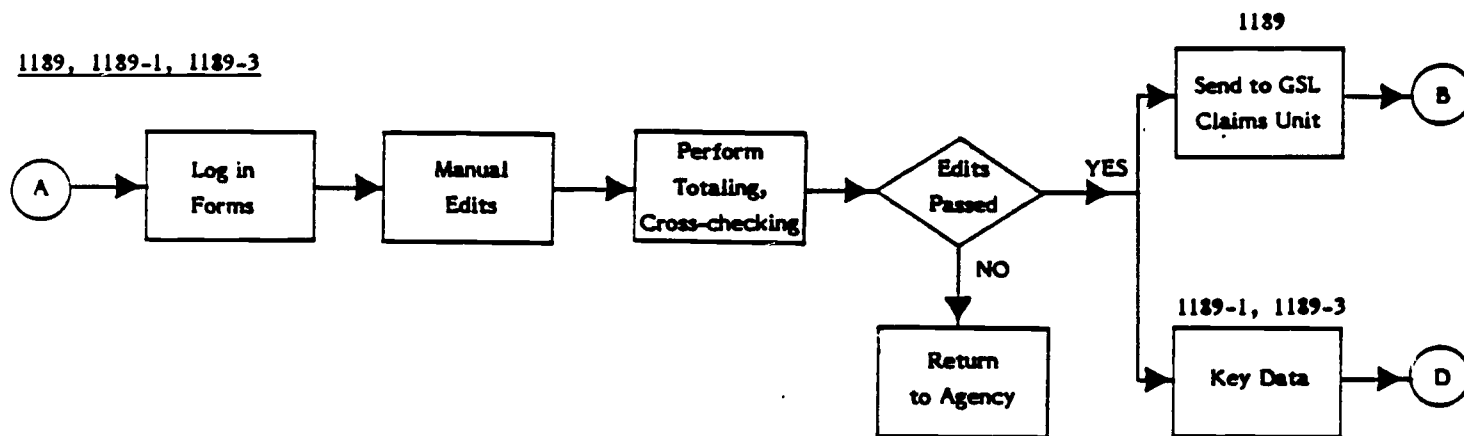 1189
1189, 1189-1, 1189-3
Send to GSL
Claims Unit
B
A
Log in
Forms
Manual
Edits
Perform
Totaling,
Cross-checking
Edits
Passed
YES
NO
Return
to Agency
1189-1, 1189-3
Key Data
D